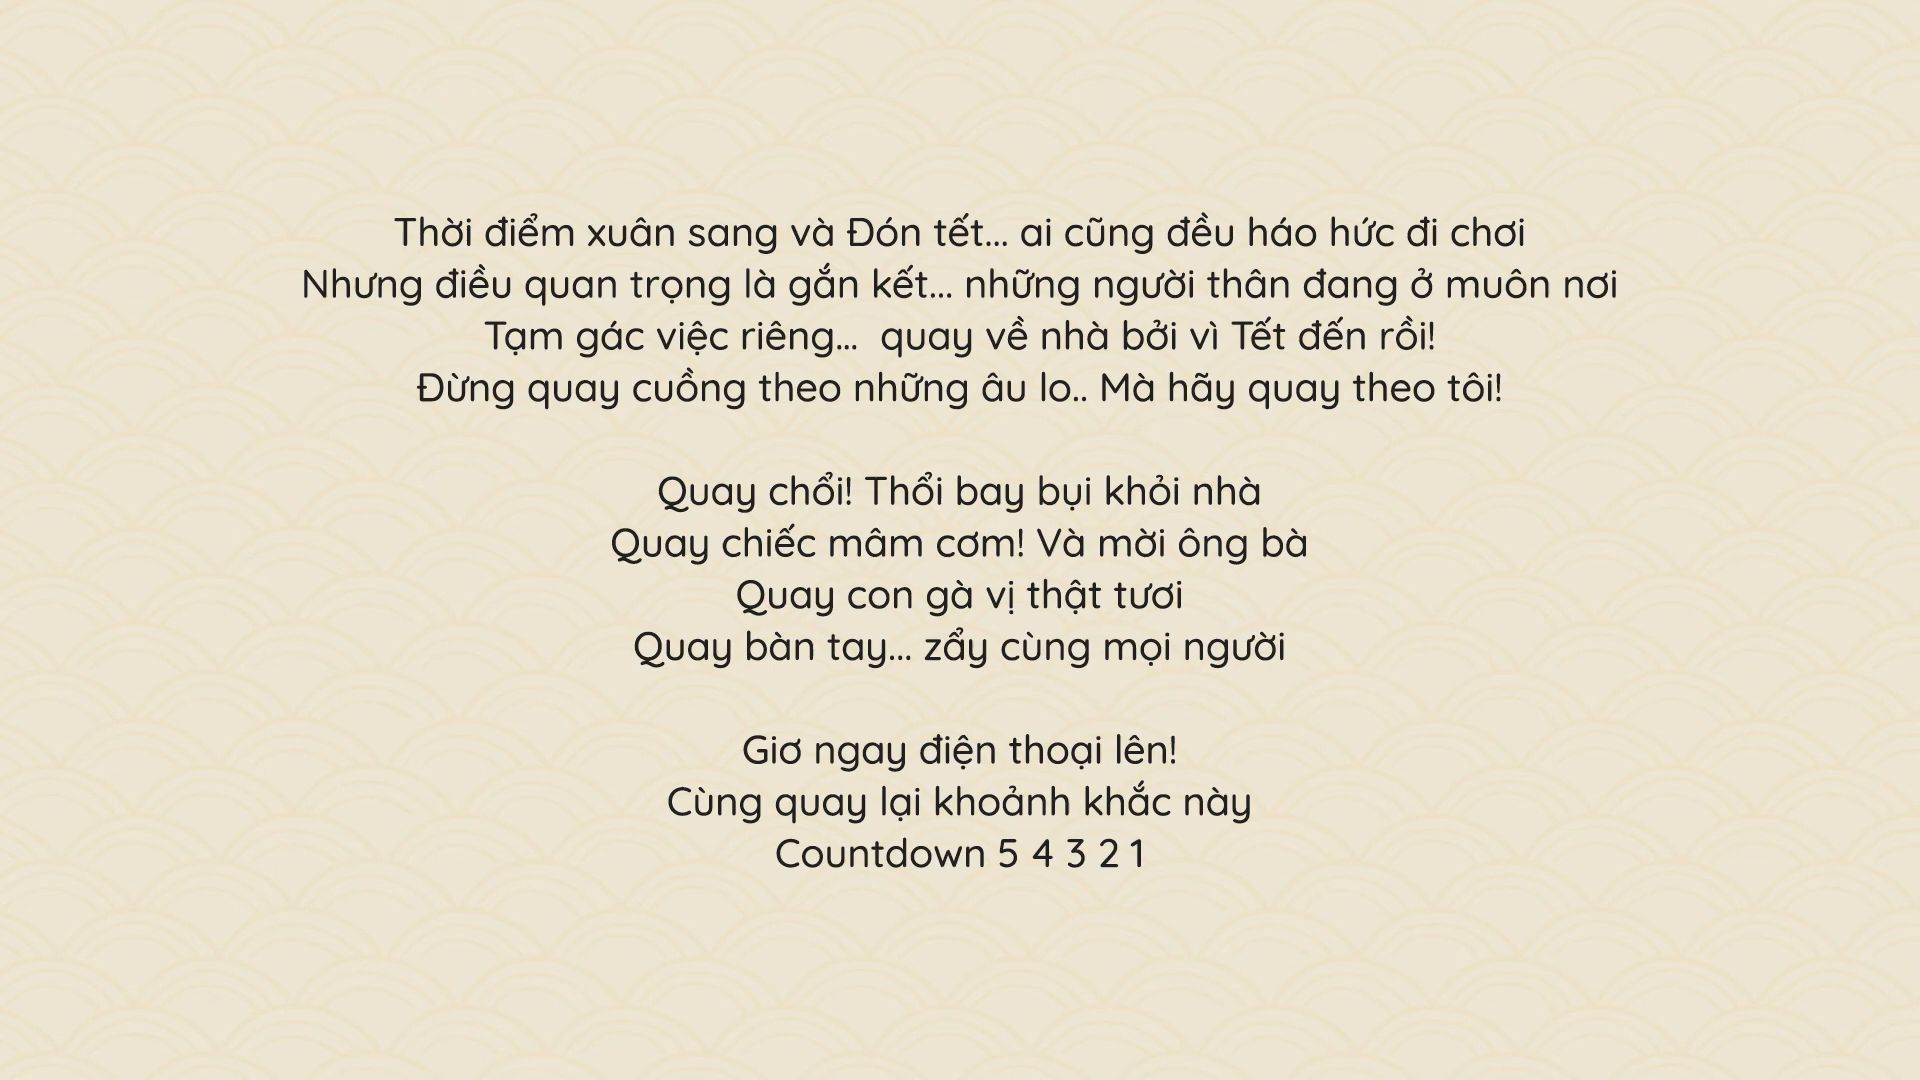 Thời điểm xuân sang và Đón tết... ai cũng đều háo hức đi chơi
Nhưng điều quan trọng là gắn kết... những người thân đang ở muôn nơi
Tạm gác việc riêng...  quay về nhà bởi vì Tết đến rồi!
Đừng quay cuồng theo những âu lo.. Mà hãy quay theo tôi!
Quay chổi! Thổi bay bụi khỏi nhà
Quay chiếc mâm cơm! Và mời ông bà
Quay con gà vị thật tươi
Quay bàn tay... zẩy cùng mọi người
Giơ ngay điện thoại lên!
Cùng quay lại khoảnh khắc này
Countdown 5 4 3 2 1